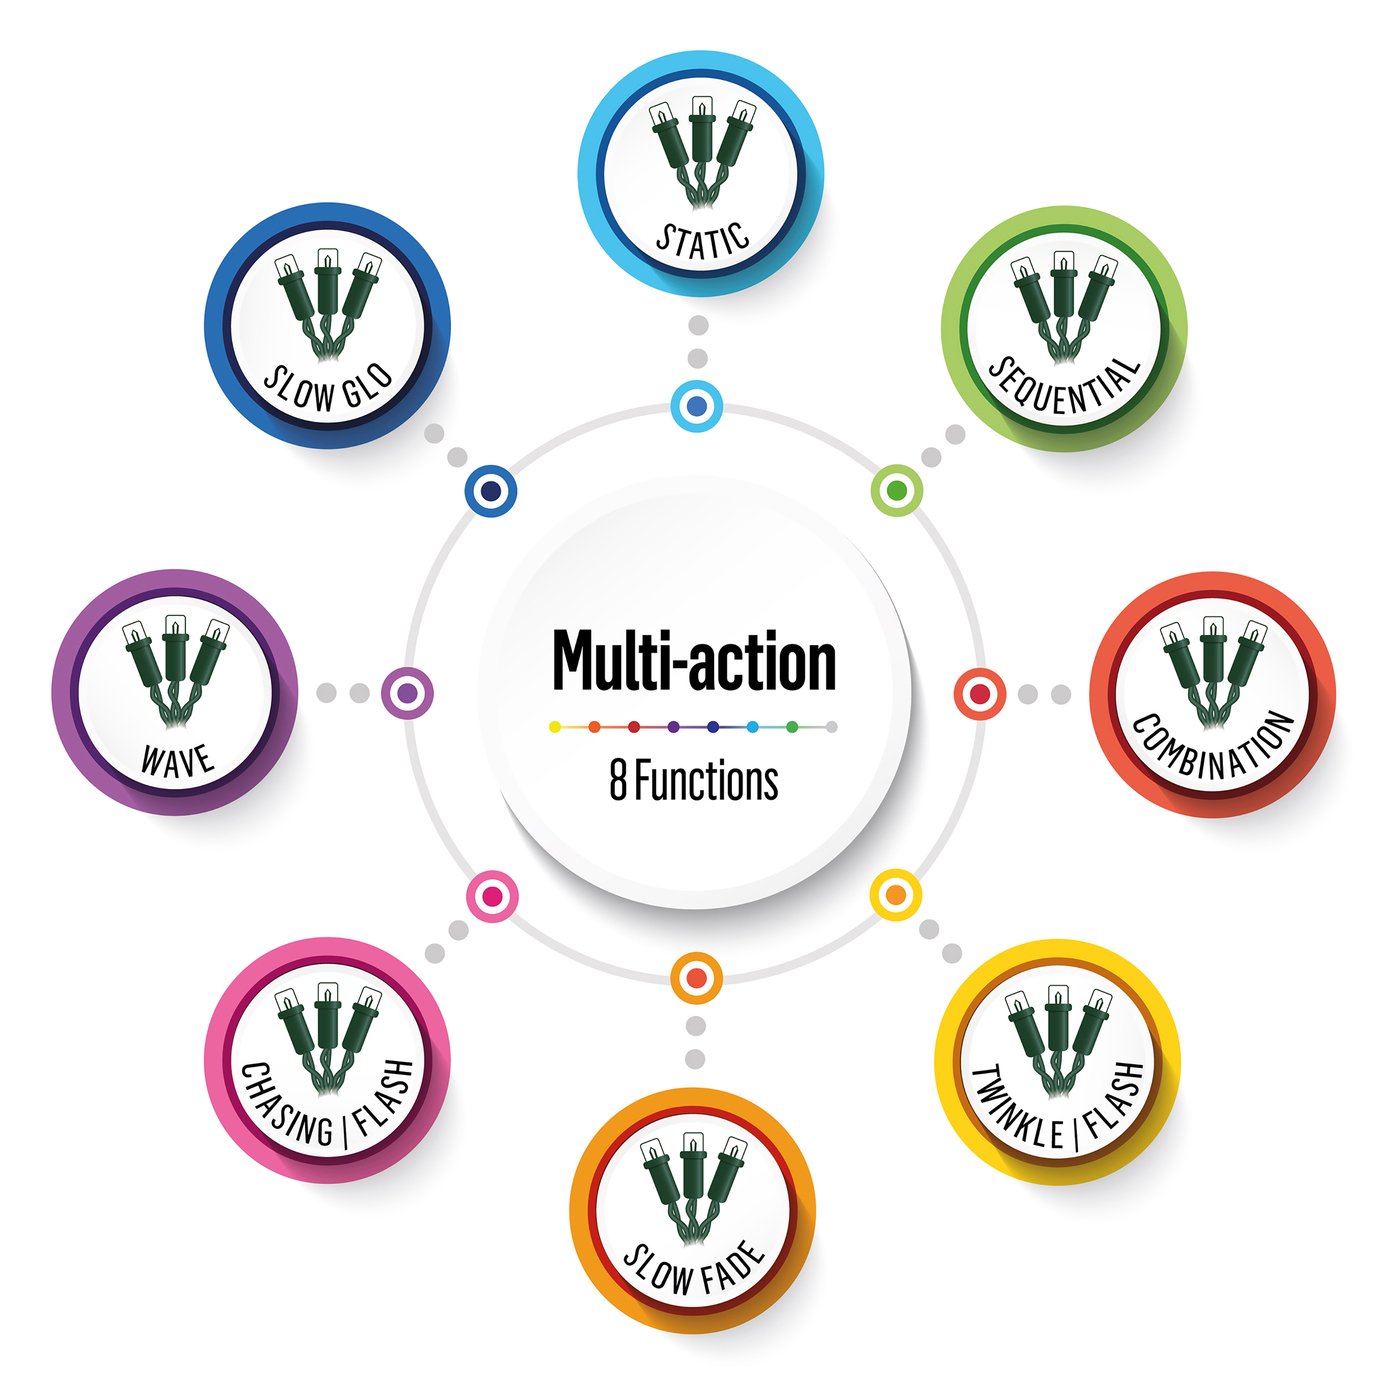 STATIC
SLOW GLO
SEQUENTIAL
WAVE
Multi-action
8 Functions
COMBINATION
CHASING / FLASH
TWINKLE / FLASH
SLOW FADE